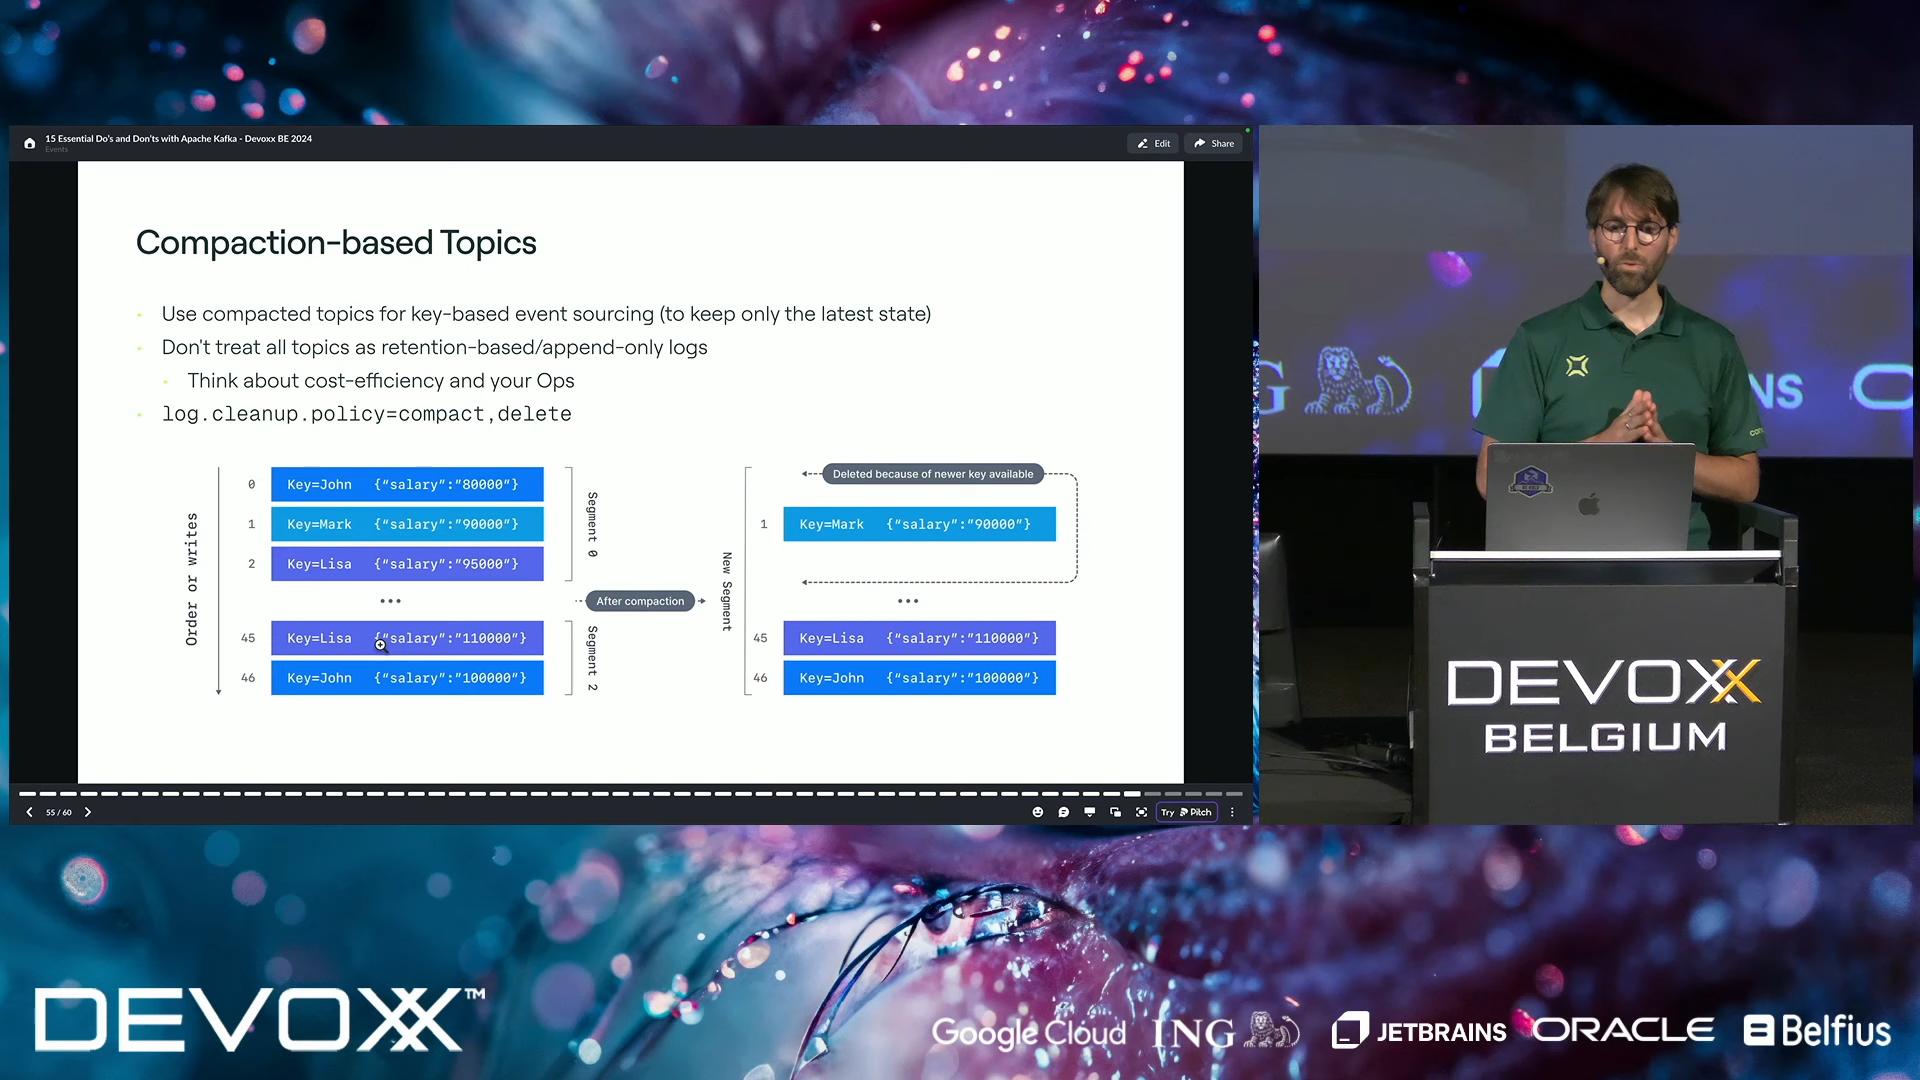 15 Essential Do's and Don'ts with Apache Kafka - Devoxx BE 2024
Events
Edit
Share
Compaction-based Topics
Use compacted topics for key-based event sourcing (to keep only the latest state)
Don't treat all topics as retention-based/append-only logs
Think about cost-efficiency and your Ops
log.cleanup.policy=compact,delete
Order or writes
0 Key=John {“salary”:”80000”}
1 Key=Mark {“salary”:”90000”}
2 Key=Lisa {“salary”:”95000”}
...
45 Key=Lisa {“salary”:”110000”}
46 Key=John {“salary”:”100000”}
Segment 0
Segment 2
After compaction
New Segment
Deleted because of newer key available
1 Key=Mark {“salary”:”90000”}
...
45 Key=Lisa {“salary”:”110000”}
46 Key=John {“salary”:”100000”}
55 / 60
Try Pitch
G
NS
DEVOXX
BELGIUM
DEVOXX™
Google Cloud
ING
JETBRAINS
ORACLE
Belfius